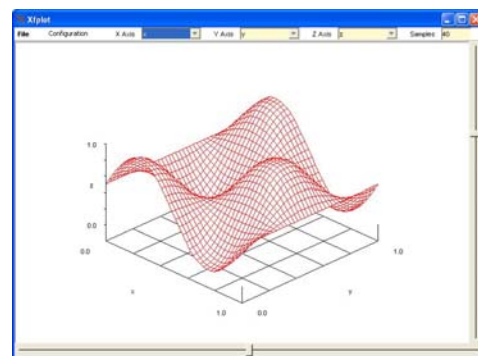 Xfplot
File Configuration X Axis x Y Axis y Z Axis z Samples 40
1.0
z
0.0
0.0
1.0
x
y
1.0
0.0